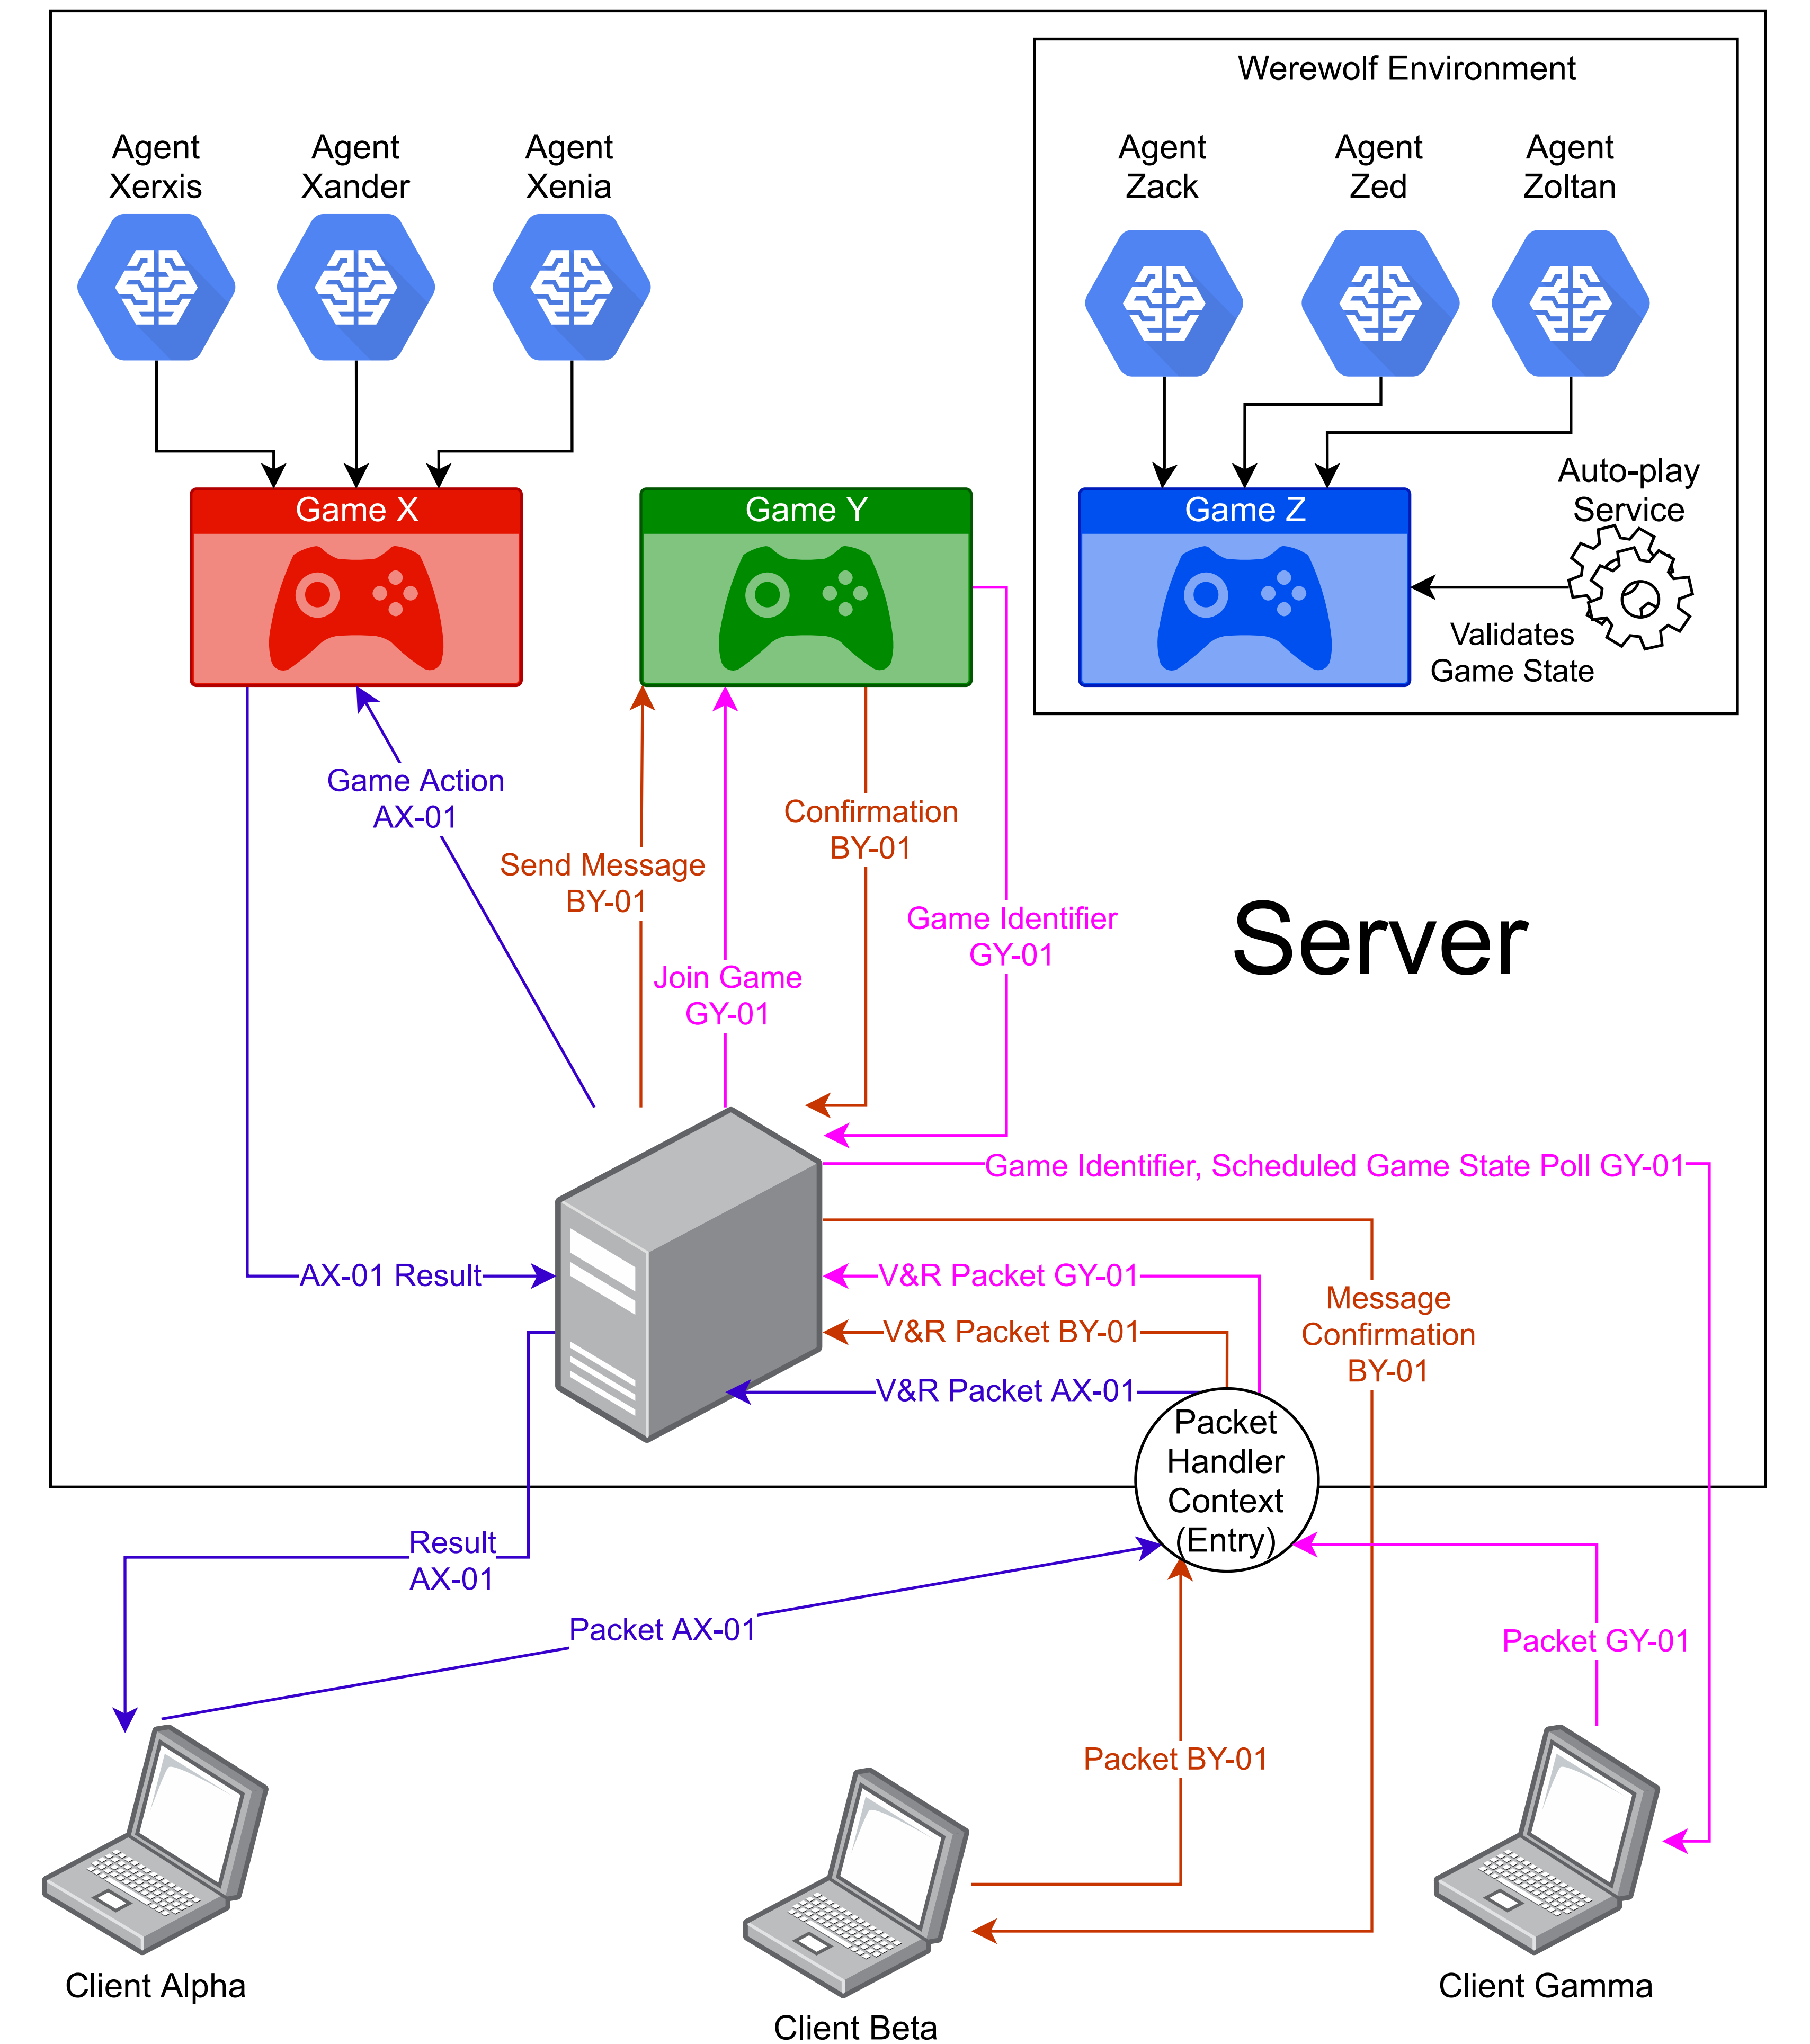 Werewolf Environment
Agent
Xerxis
Agent
Xander
Agent
Xenia
Agent
Zack
Agent
Zed
Agent
Zoltan
Game X
Game Y
Game Z
Auto-play
Service
Validates
Game State
Game Action
AX-01
Send Message
BY-01
Join Game
GY-01
Confirmation
BY-01
Game Identifier
GY-01
Server
Game Identifier, Scheduled Game State Poll GY-01
AX-01 Result
V&R Packet GY-01
V&R Packet BY-01
V&R Packet AX-01
Message
Confirmation
BY-01
Packet
Handler
Context
(Entry)
Result
AX-01
Packet AX-01
Packet BY-01
Packet GY-01
Client Alpha
Client Beta
Client Gamma